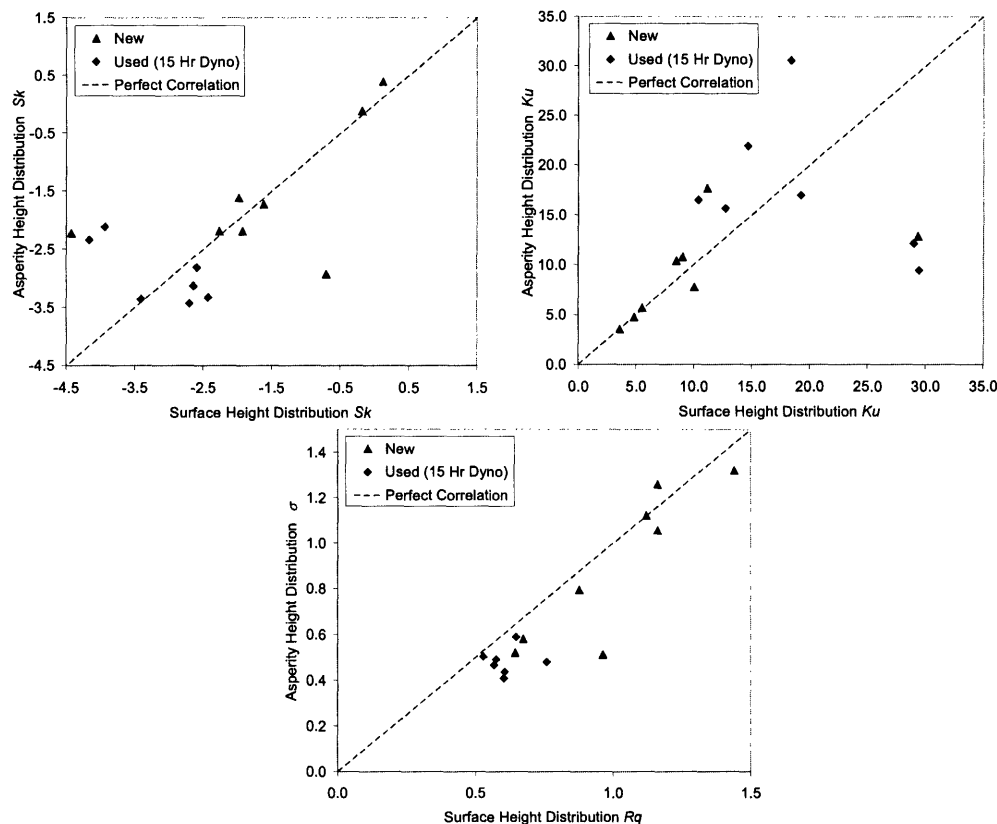 1.5
0.5
-0.5
-1.5
-2.5
-3.5
-4.5
Asperity Height Distribution Sk
New
Used (15 Hr Dyno)
Perfect Correlation
-4.5 -3.5 -2.5 -1.5 -0.5 0.5 1.5
Surface Height Distribution Sk
35.0
30.0
25.0
20.0
15.0
10.0
5.0
0.0
Asperity Height Distribution Ku
New
Used (15 Hr Dyno)
Perfect Correlation
0.0 5.0 10.0 15.0 20.0 25.0 30.0 35.0
Surface Height Distribution Ku
1.4
1.2
1.0
0.8
0.6
0.4
0.2
0.0
Asperity Height Distribution σ
New
Used (15 Hr Dyno)
Perfect Correlation
0.0 0.5 1.0 1.5
Surface Height Distribution Rq